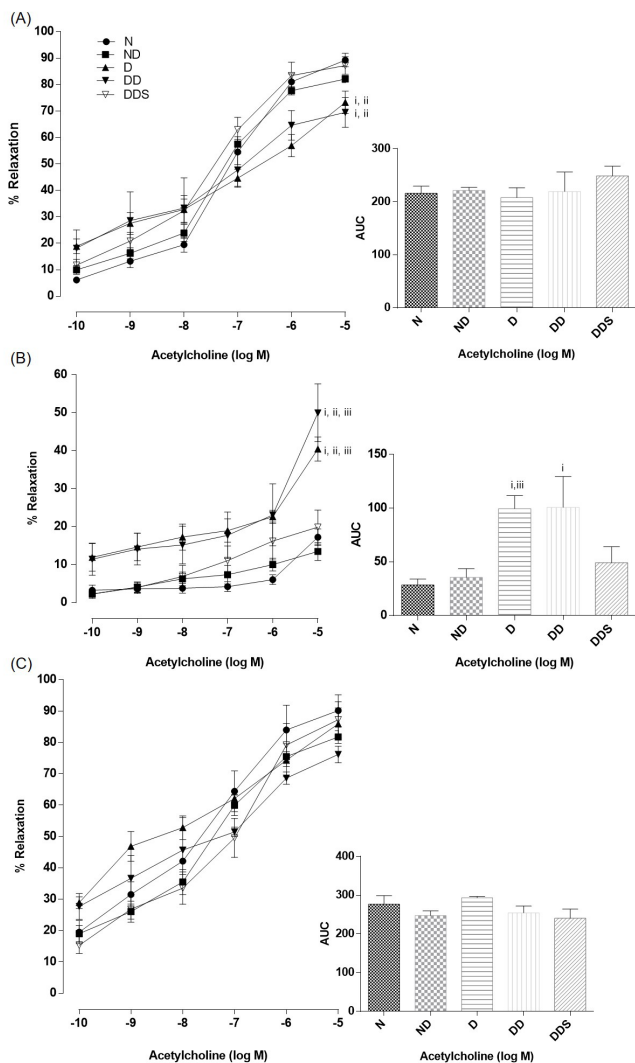 (A)
N
ND
D
DD
DDS
100
90
80
70
60
50
40
30
20
10
0
% Relaxation
i, ii
i, ii
-10 -9 -8 -7 -6 -5
Acetylcholine (log M)
300
200
100
0
AUC
N ND D DD DDS
Acetylcholine (log M)
(B)
60
50
40
30
20
10
0
% Relaxation
i, ii, iii
i, ii, iii
-10 -9 -8 -7 -6 -5
Acetylcholine (log M)
150
100
50
0
AUC
i,iii
i
N ND D DD DDS
Acetylcholine (log M)
(C)
100
90
80
70
60
50
40
30
20
10
0
% Relaxation
-10 -9 -8 -7 -6 -5
Acetylcholine (log M)
400
300
200
100
0
AUC
N ND D DD DDS
Acetylcholine (log M)